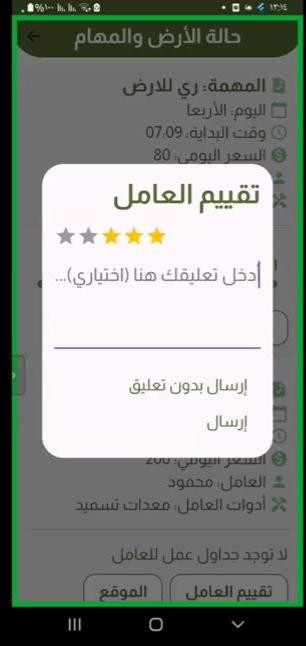 ١٣:١٤
%١٠٠
حالة الأرض والمهام
المهمة: ري للارض
اليوم: الأربعا
وقت البداية: 07:09
السعر اليومي: 80
تقييم العامل
أدخل تعليقك هنا (اختياري)...
إرسال بدون تعليق
إرسال
السعر اليومي: 200
العامل: محمود
أدوات العامل: معدات تسميد
لا توجد جداول عمل للعامل
تقييم العامل
الموقع